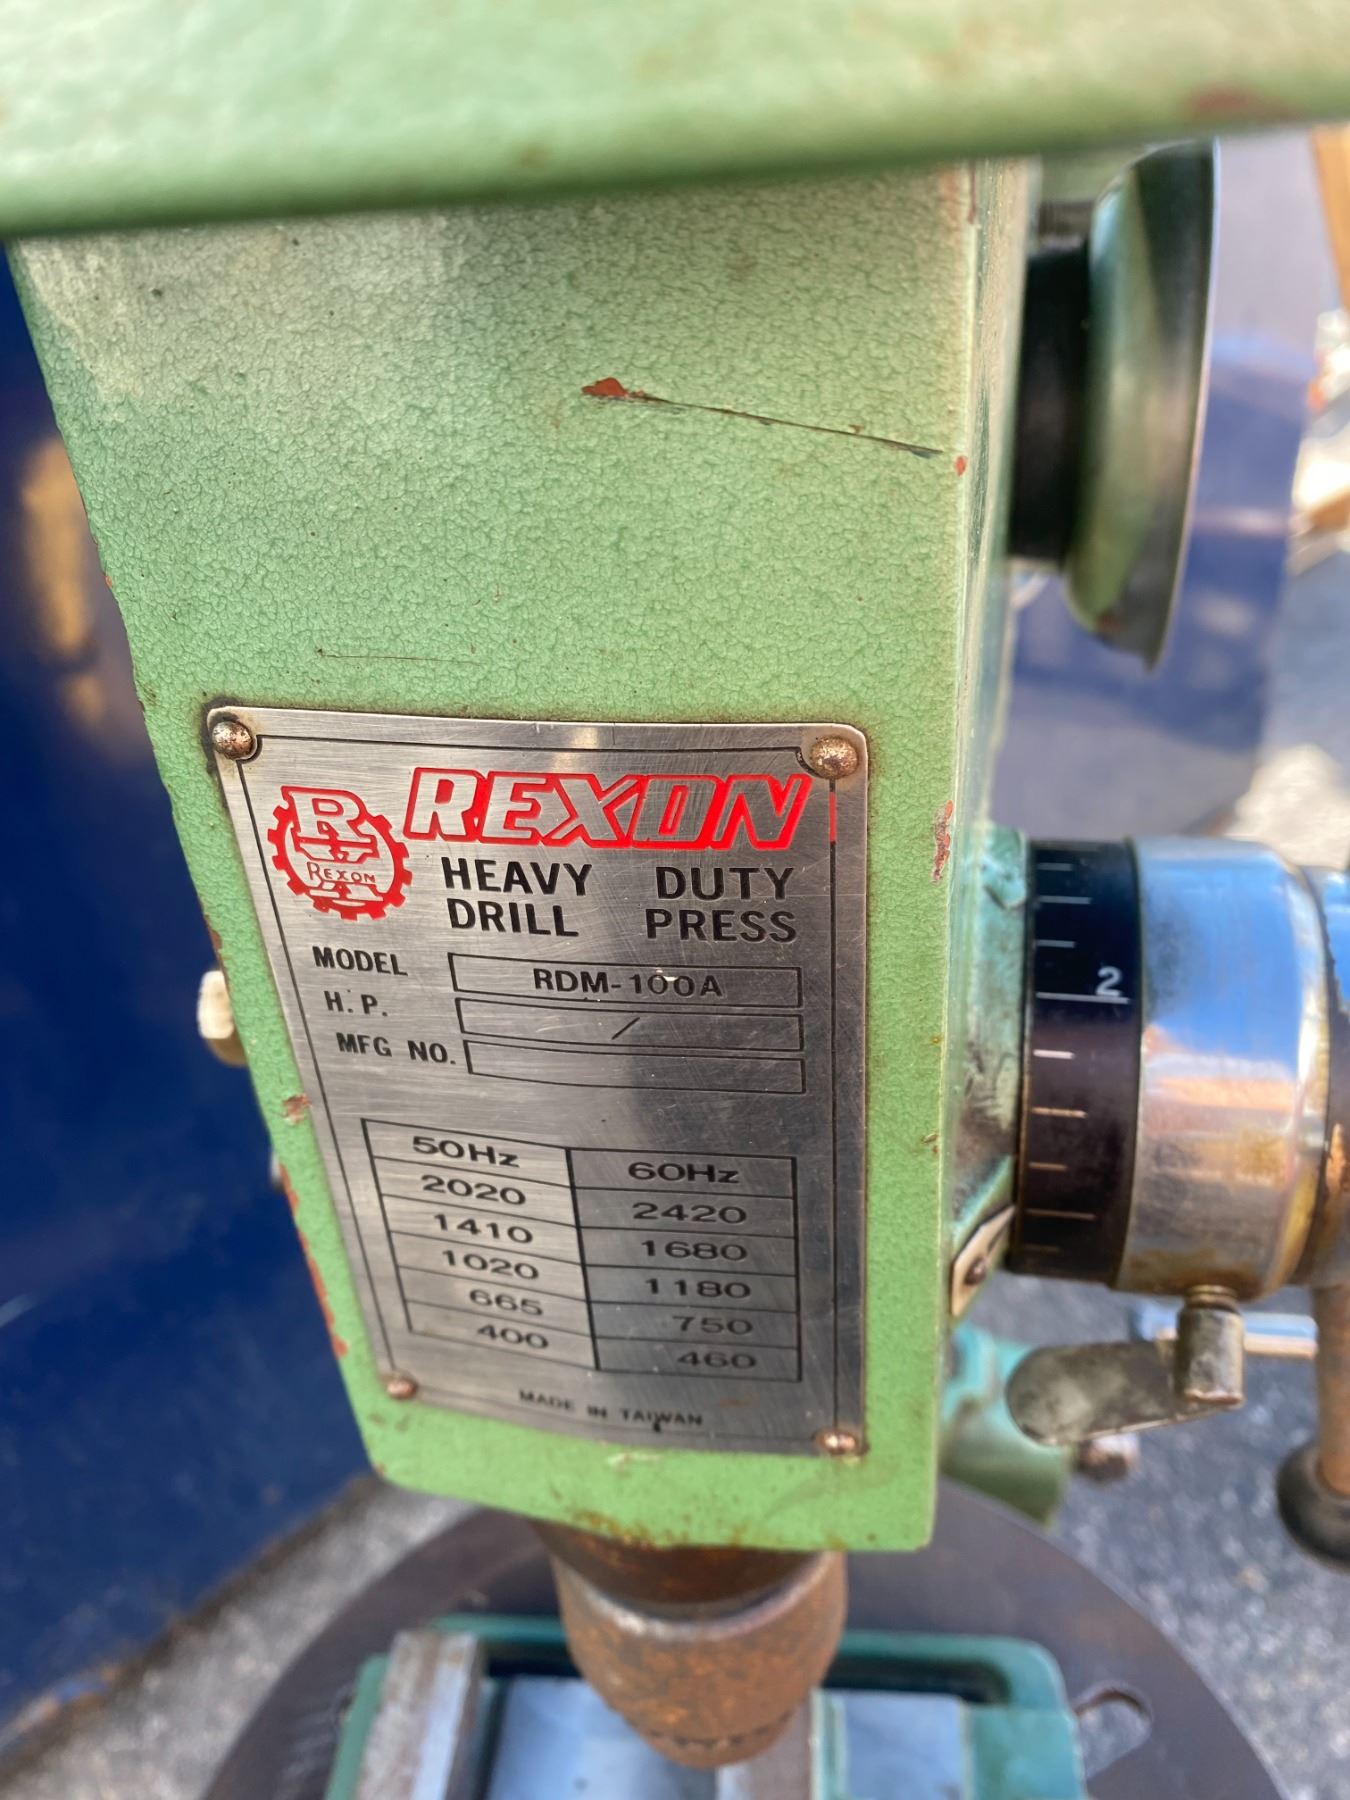 R
REXON
REXON
HEAVY DUTY
DRILL PRESS
MODEL RDM-100A
H.P. /
MFG NO.
50Hz 60Hz
2020 2420
1410 1680
1020 1180
665 750
400 460
MADE IN TAIWAN
2